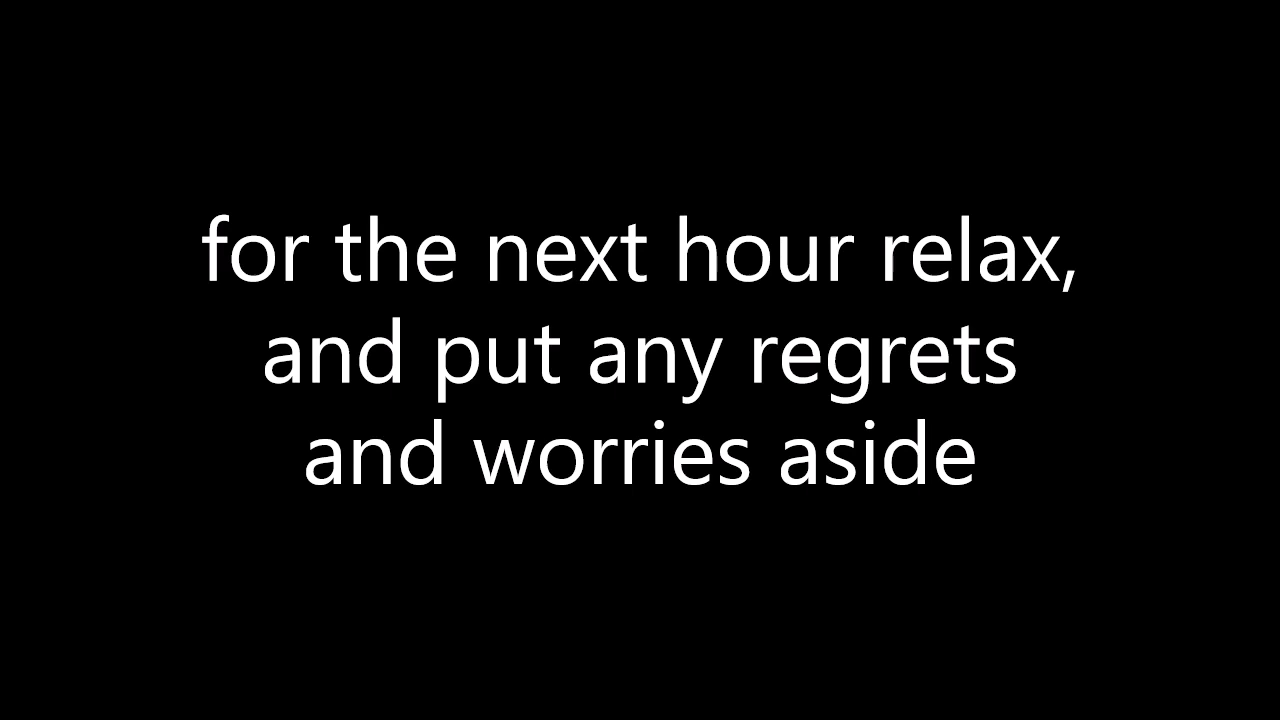 for the next hour relax,
and put any regrets
and worries aside